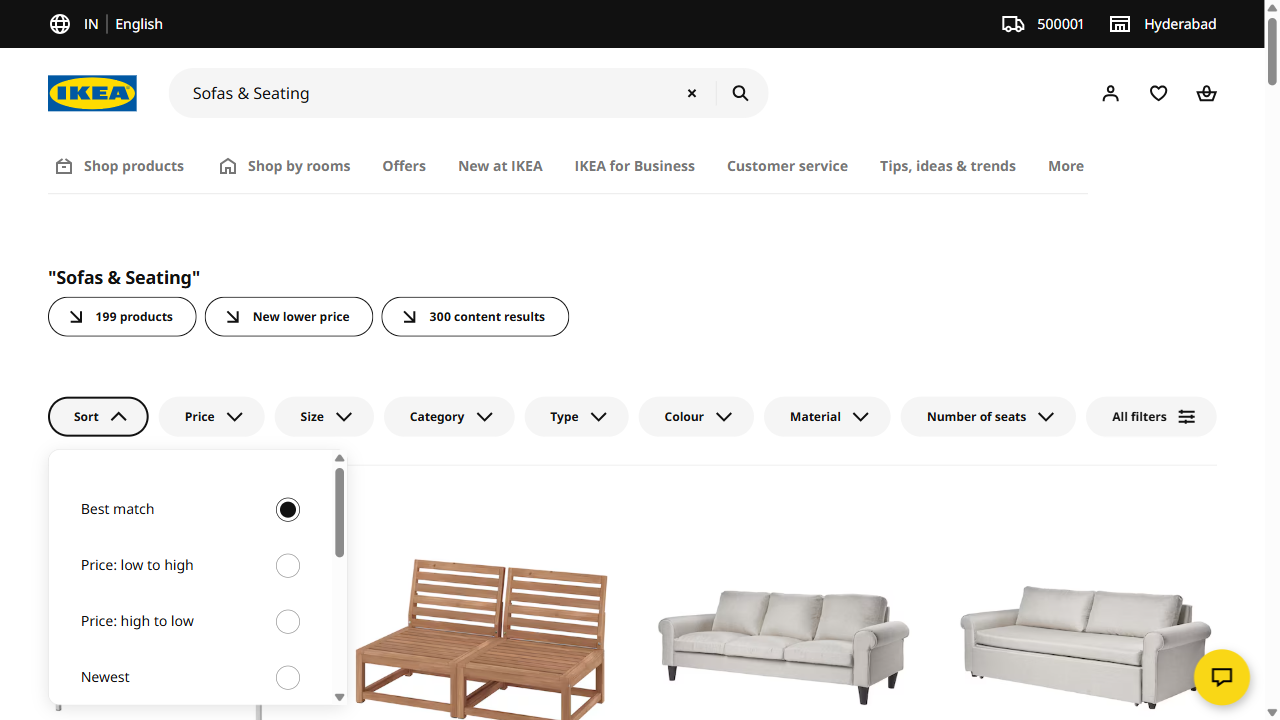 IN English
500001
Hyderabad
IKEA
Sofas & Seating
Shop products
Shop by rooms
Offers
New at IKEA
IKEA for Business
Customer service
Tips, ideas & trends
More
"Sofas & Seating"
199 products
New lower price
300 content results
Sort
Price
Size
Category
Type
Colour
Material
Number of seats
All filters
Best match
Price: low to high
Price: high to low
Newest